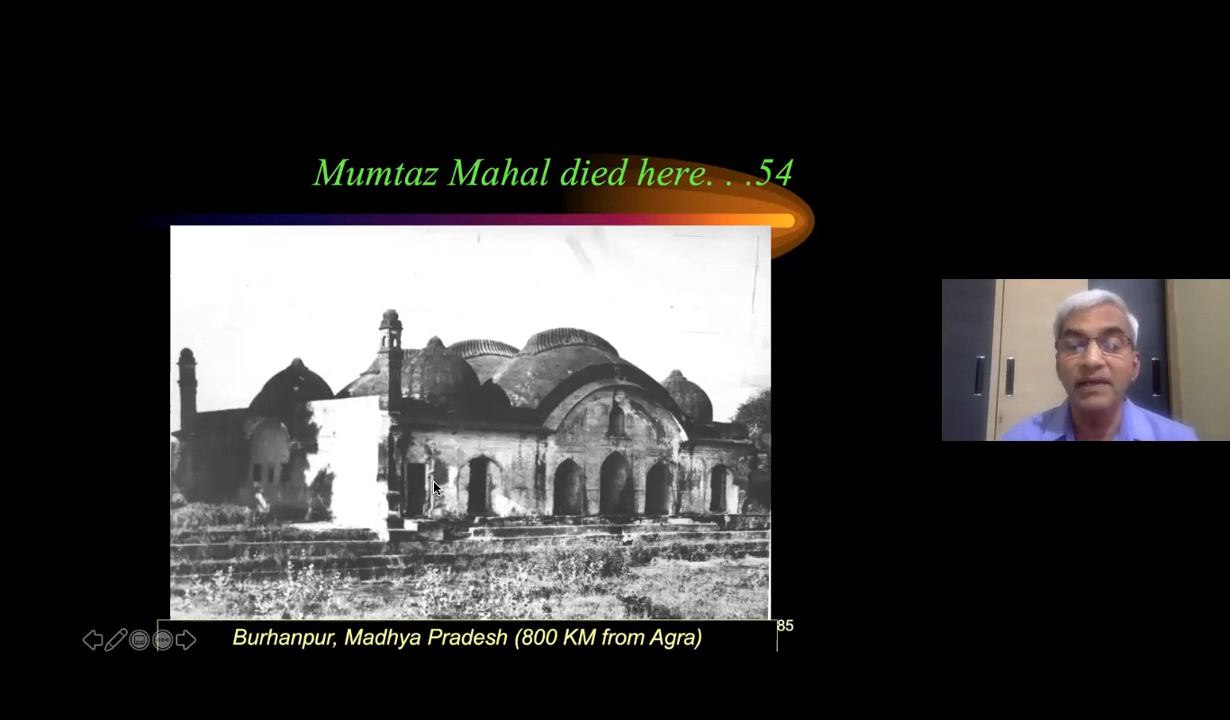 Mumtaz Mahal died here. . .54
85
Burhanpur, Madhya Pradesh (800 KM from Agra)